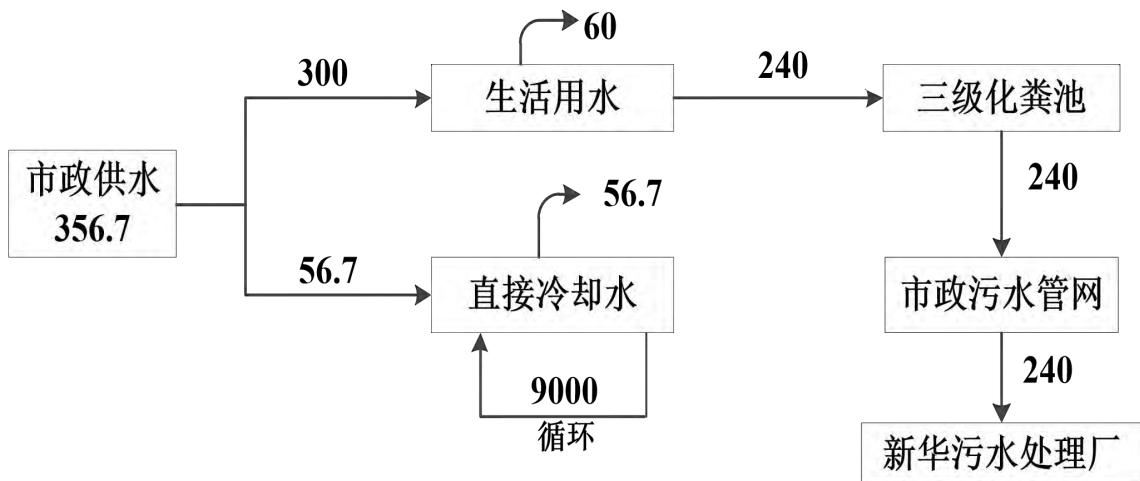 60
300
生活用水
240
三级化粪池
市政供水
356.7
240
56.7
56.7
直接冷却水
市政污水管网
9000
循环
240
新华污水处理厂